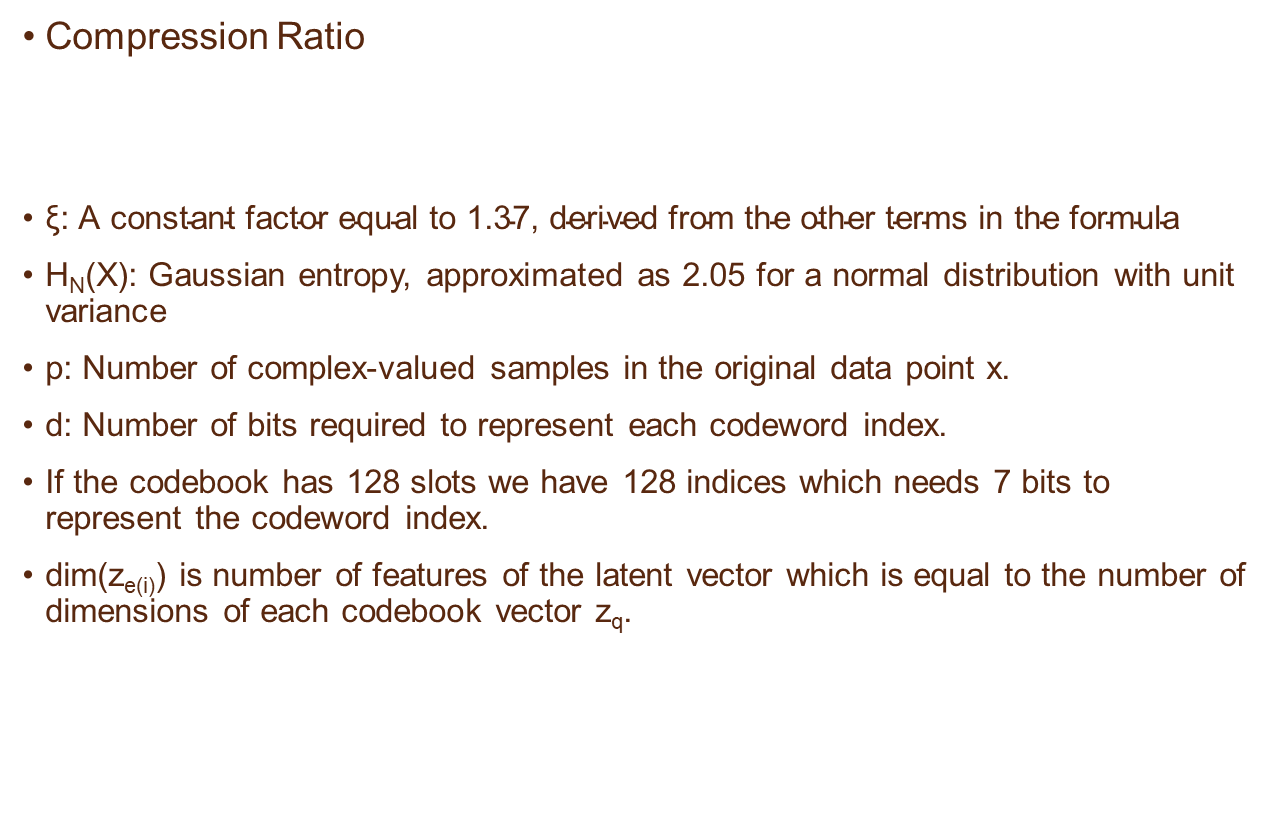 • Compression Ratio
• ξ: A constant factor equal to 1.37, derived from the other terms in the formula
• H_N(X): Gaussian entropy, approximated as 2.05 for a normal distribution with unit
variance
• p: Number of complex-valued samples in the original data point x.
• d: Number of bits required to represent each codeword index.
• If the codebook has 128 slots we have 128 indices which needs 7 bits to
represent the codeword index.
• dim(z_e(i)) is number of features of the latent vector which is equal to the number of
dimensions of each codebook vector z_q.